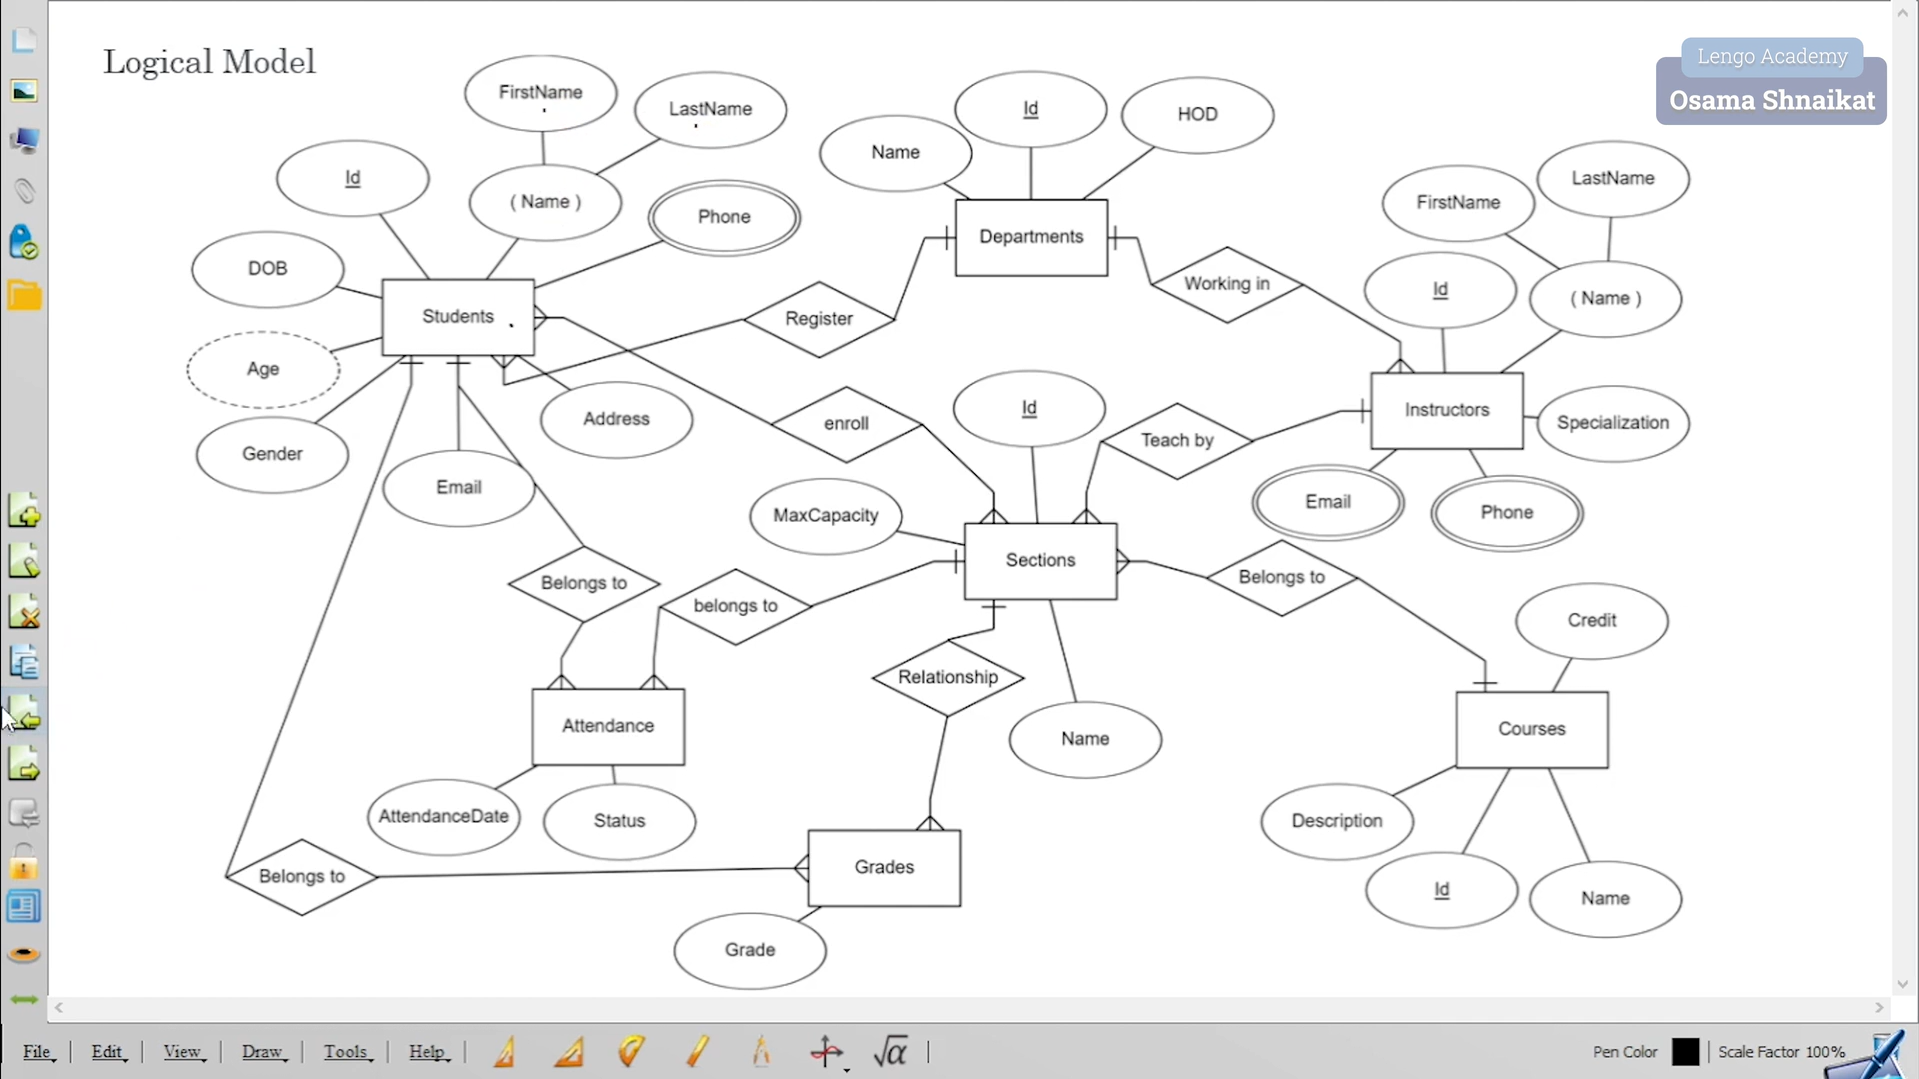 Logical Model
Lengo Academy
Osama Shnaikat
FirstName
LastName
Id
( Name )
Phone
DOB
Students
Age
Gender
Email
Address
Name
Id
HOD
Departments
Register
Working in
FirstName
LastName
Id
( Name )
Instructors
Specialization
Email
Phone
enroll
Id
Teach by
MaxCapacity
Sections
Belongs to
belongs to
Belongs to
Relationship
Name
Credit
Courses
Description
Id
Name
Attendance
AttendanceDate
Status
Belongs to
Grades
Grade
File
Edit
View
Draw
Tools
Help
√α
Pen Color
Scale Factor 100%